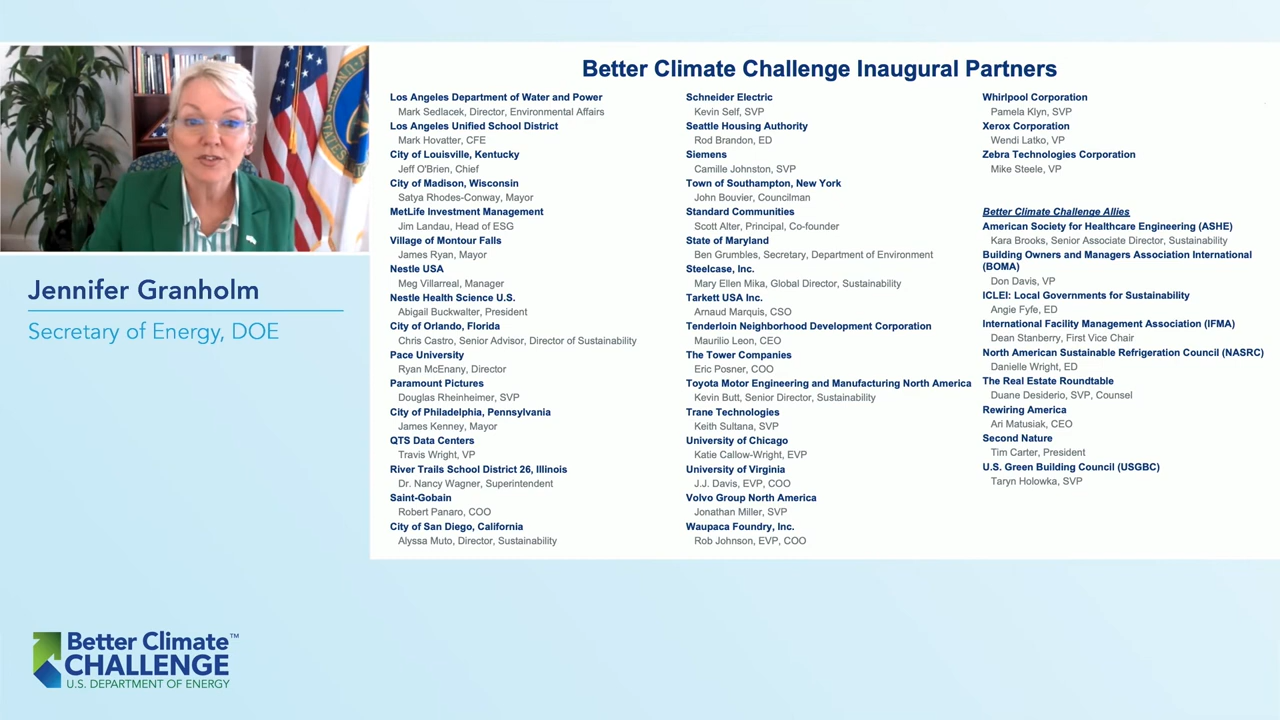 Better Climate Challenge Inaugural Partners
Los Angeles Department of Water and Power
Mark Sedlacek, Director, Environmental Affairs
Los Angeles Unified School District
Mark Hovatter, CFE
City of Louisville, Kentucky
Jeff O'Brien, Chief
City of Madison, Wisconsin
Satya Rhodes-Conway, Mayor
MetLife Investment Management
Jim Landau, Head of ESG
Village of Montour Falls
James Ryan, Mayor
Nestle USA
Meg Villarreal, Manager
Nestle Health Science U.S.
Abigail Buckwalter, President
City of Orlando, Florida
Chris Castro, Senior Advisor, Director of Sustainability
Pace University
Ryan McEnany, Director
Paramount Pictures
Douglas Rheinheimer, SVP
City of Philadelphia, Pennsylvania
James Kenney, Mayor
QTS Data Centers
Travis Wright, VP
River Trails School District 26, Illinois
Dr. Nancy Wagner, Superintendent
Saint-Gobain
Robert Panaro, COO
City of San Diego, California
Alyssa Muto, Director, Sustainability
Schneider Electric
Kevin Self, SVP
Seattle Housing Authority
Rod Brandon, ED
Siemens
Camille Johnston, SVP
Town of Southampton, New York
John Bouvier, Councilman
Standard Communities
Scott Alter, Principal, Co-founder
State of Maryland
Ben Grumbles, Secretary, Department of Environment
Steelcase, Inc.
Mary Ellen Mika, Global Director, Sustainability
Tarkett USA Inc.
Arnaud Marquis, CSO
Tenderloin Neighborhood Development Corporation
Maurilio Leon, CEO
The Tower Companies
Eric Posner, COO
Toyota Motor Engineering and Manufacturing North America
Kevin Butt, Senior Director, Sustainability
Trane Technologies
Keith Sultana, SVP
University of Chicago
Katie Callow-Wright, EVP
University of Virginia
J.J. Davis, EVP, COO
Volvo Group North America
Jonathan Miller, SVP
Waupaca Foundry, Inc.
Rob Johnson, EVP, COO
Whirlpool Corporation
Pamela Klyn, SVP
Xerox Corporation
Wendi Latko, VP
Zebra Technologies Corporation
Mike Steele, VP
Better Climate Challenge Allies
American Society for Healthcare Engineering (ASHE)
Kara Brooks, Senior Associate Director, Sustainability
Building Owners and Managers Association International
(BOMA)
Don Davis, VP
ICLEI: Local Governments for Sustainability
Angie Fyfe, ED
International Facility Management Association (IFMA)
Dean Stanberry, First Vice Chair
North American Sustainable Refrigeration Council (NASRC)
Danielle Wright, ED
The Real Estate Roundtable
Duane Desiderio, SVP, Counsel
Rewiring America
Ari Matusiak, CEO
Second Nature
Tim Carter, President
U.S. Green Building Council (USGBC)
Taryn Holowka, SVP
Jennifer Granholm
Secretary of Energy, DOE
Better Climate™
CHALLENGE
U.S. DEPARTMENT OF ENERGY